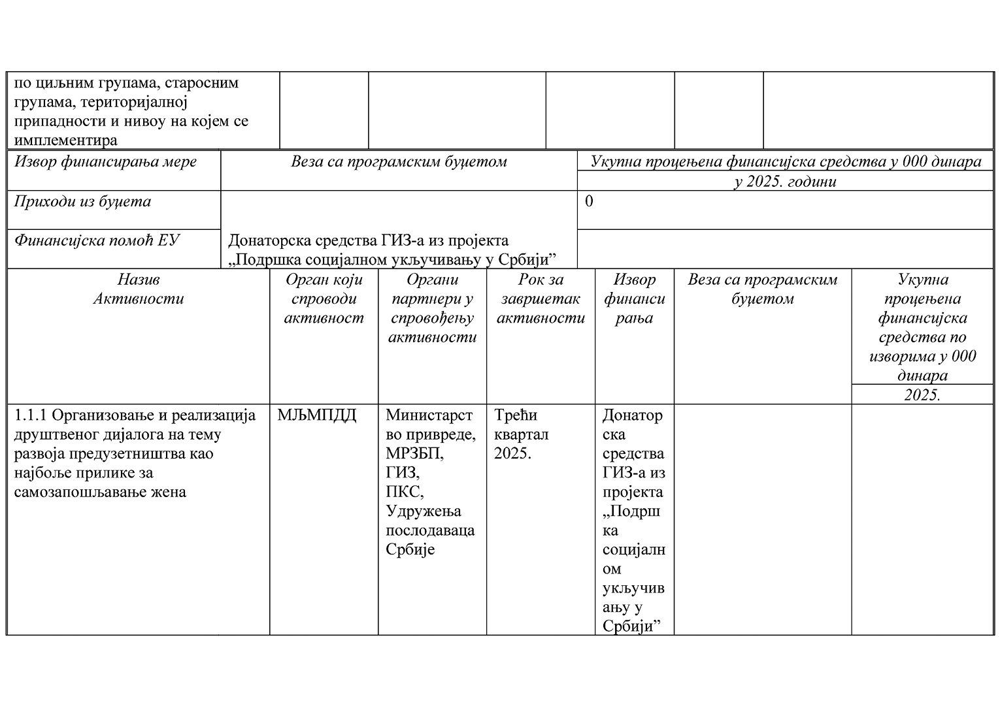 по циљним групама, старосним
групама, територијалној
припадности и нивоу на којем се
имплементира
Извор финансирања мере
Веза са програмским буџетом
Укупна процењена финансијска средства у 000 динара
у 2025. години
Приходи из буџета
0
Финансијска помоћ ЕУ
Донаторска средства ГИЗ-а из пројекта
„Подршка социјалном укључивању у Србији”
Назив
Активности
Орган који
спроводи
активност
Органи
партнери у
спровођењу
активности
Рок за
завршетак
активности
Извор
финанси
рања
Веза са програмским
буџетом
Укупна
процењена
финансијска
средства по
изворима у 000
динара
2025.
1.1.1 Организовање и реализација
друштвеног дијалога на тему
развоја предузетништва као
најбоље прилике за
самозапошљавање жена
МЉМПДД
Министарст
во привреде,
МРЗБП,
ГИЗ,
ПКС,
Удружења
послодаваца
Србије
Трећи
квартал
2025.
Донатор
ска
средства
ГИЗ-а из
пројекта
„Подрш
ка
социјалн
ом
укључив
ању у
Србији”